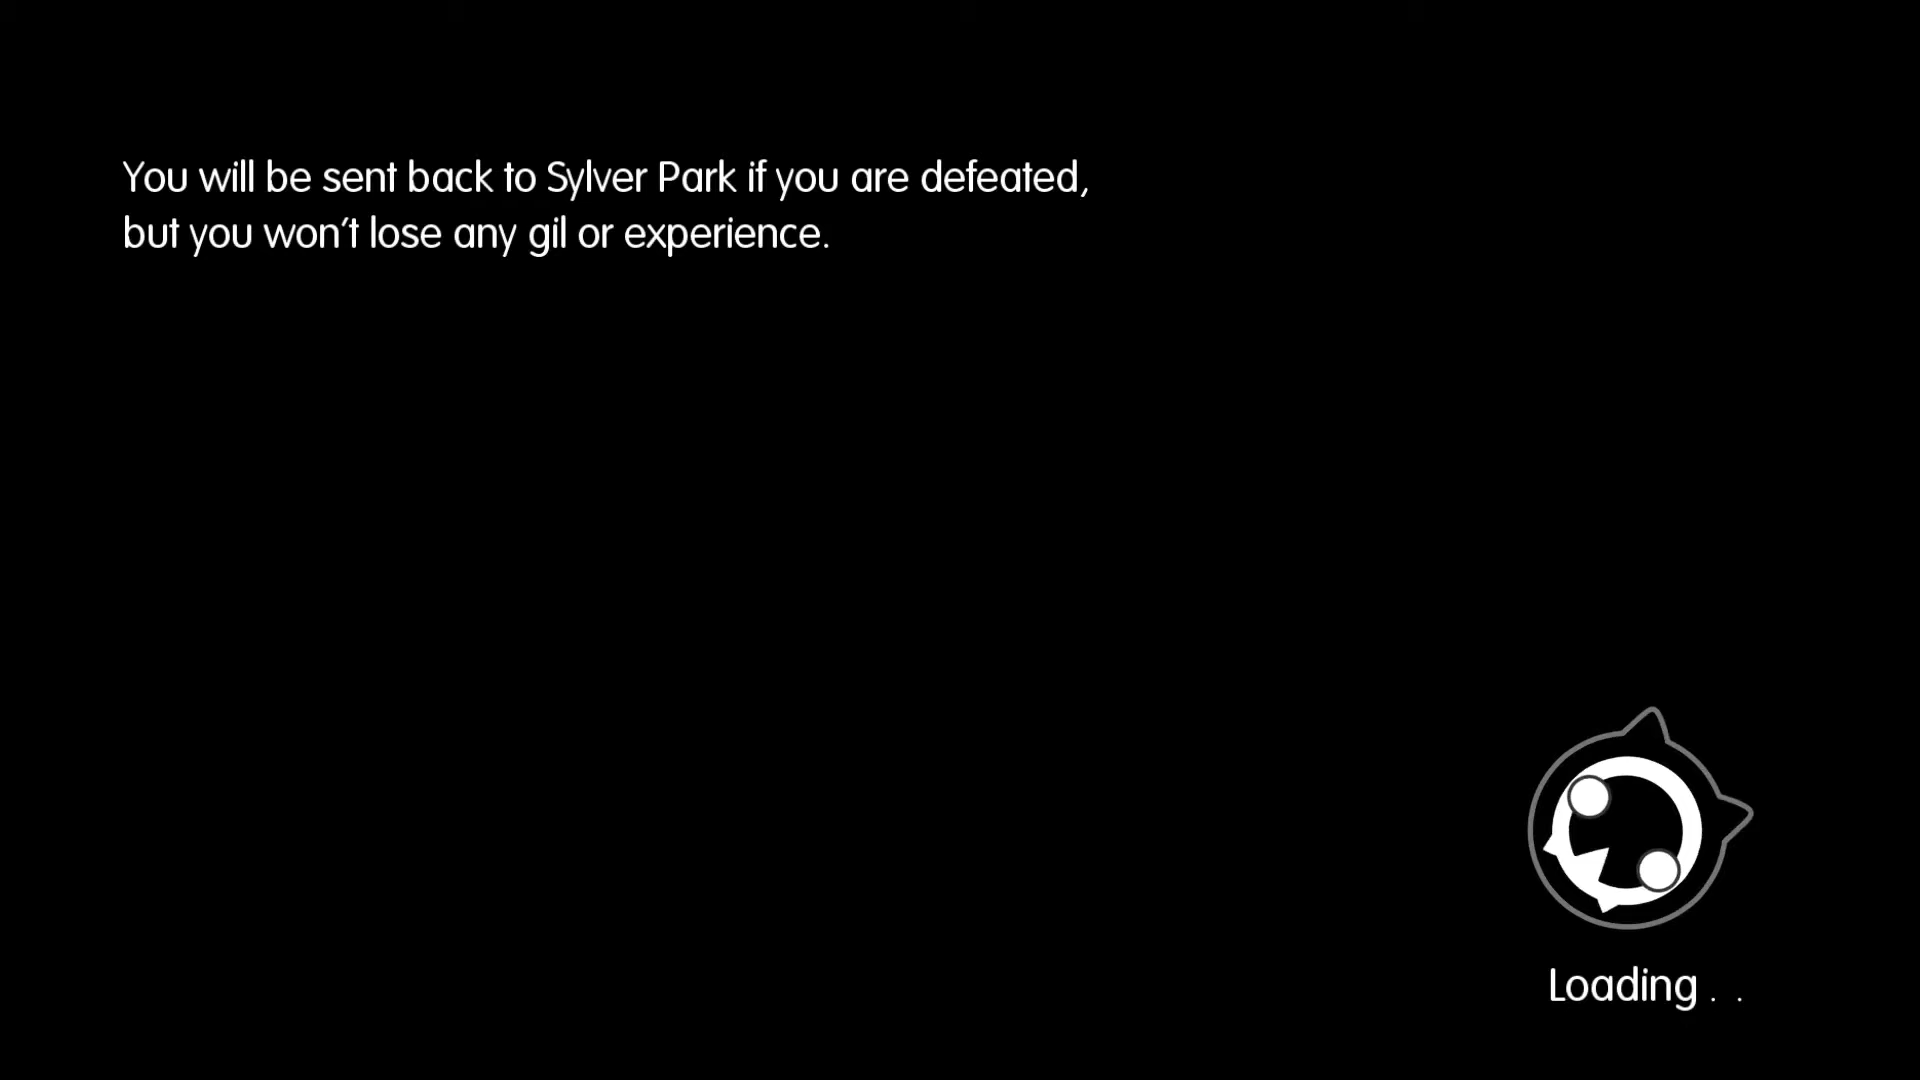 You will be sent back to Sylver Park if you are defeated,
but you won't lose any gil or experience.
Loading . .